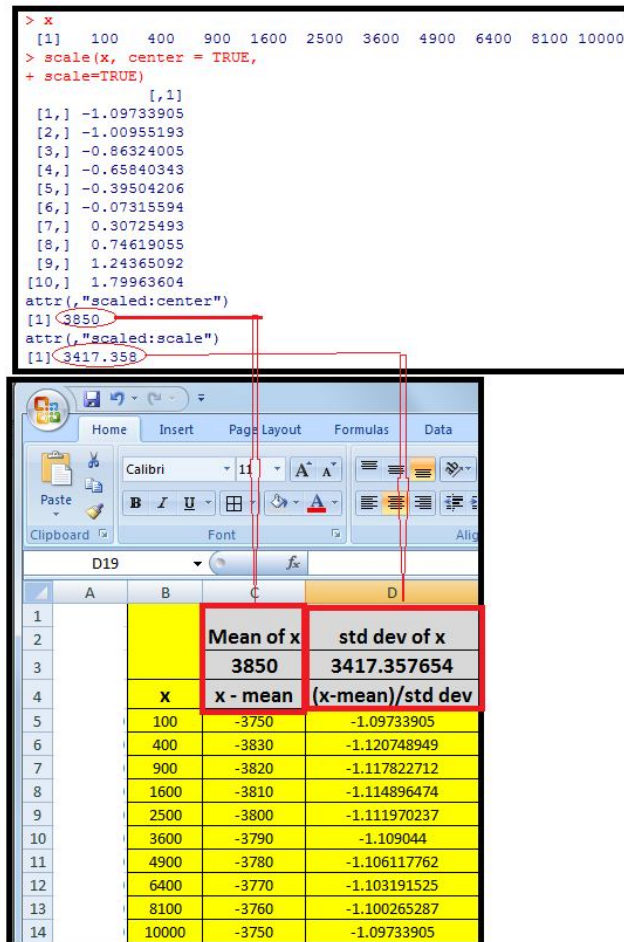 > x
[1] 100 400 900 1600 2500 3600 4900 6400 8100 10000
> scale(x, center = TRUE,
+ scale=TRUE)
[,1]
[1,] -1.09733905
[2,] -1.00955193
[3,] -0.86324005
[4,] -0.65840343
[5,] -0.39504206
[6,] -0.07315594
[7,] 0.30725493
[8,] 0.74619055
[9,] 1.24365092
[10,] 1.79963604
attr(,"scaled:center")
[1] 3850
attr(,"scaled:scale")
[1] 3417.358
Home Insert Page Layout Formulas Data
Calibri 11 A A
Paste
B I U A
Clipboard Font Alig
D19 fx
A B C D
1
2 Mean of x std dev of x
3 3850 3417.357654
4 x x - mean (x-mean)/std dev
5 100 -3750 -1.09733905
6 400 -3830 -1.120748949
7 900 -3820 -1.117822712
8 1600 -3810 -1.114896474
9 2500 -3800 -1.111970237
10 3600 -3790 -1.109044
11 4900 -3780 -1.106117762
12 6400 -3770 -1.103191525
13 8100 -3760 -1.100265287
14 10000 -3750 -1.09733905